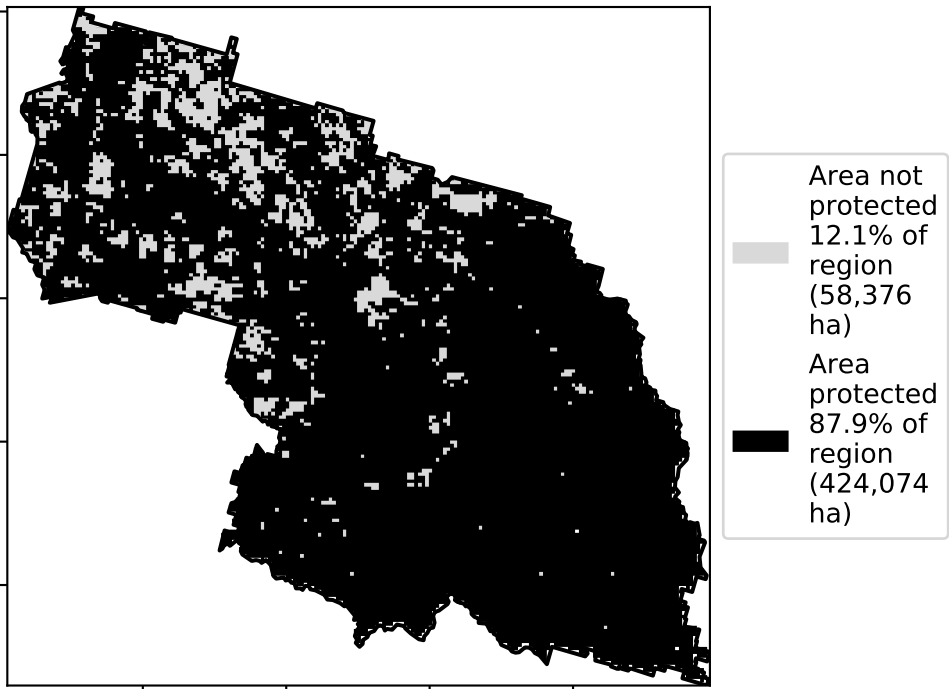 Area not
protected
12.1% of
region
(58,376
ha)
Area
protected
87.9% of
region
(424,074
ha)